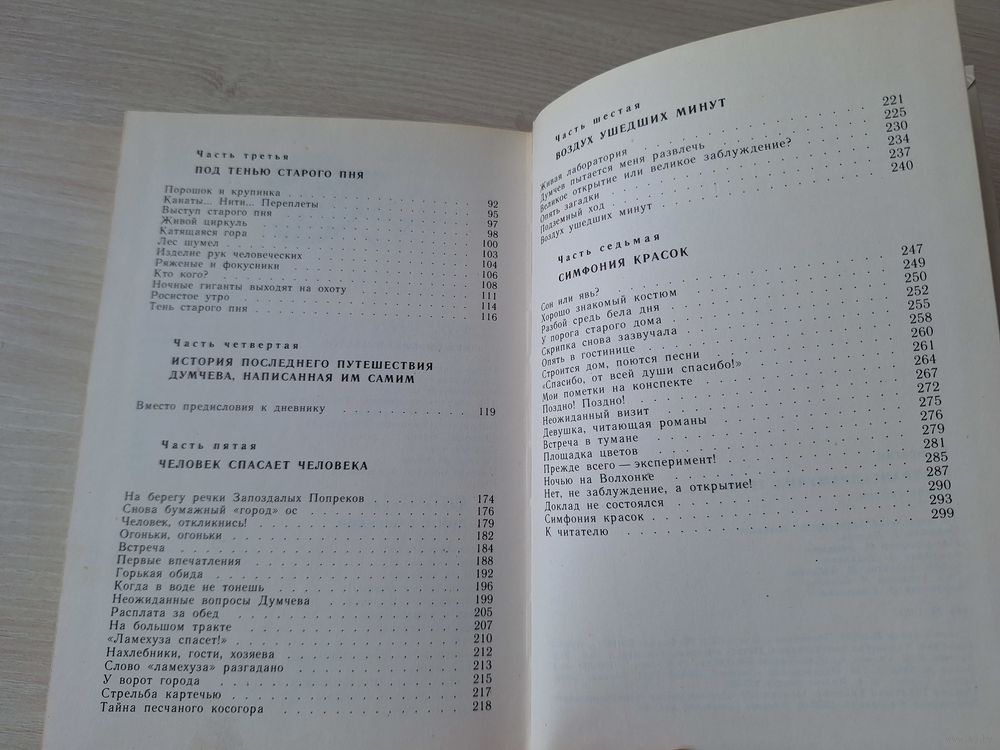 Часть третья
ПОД ТЕНЬЮ СТАРОГО ПНЯ
Порошок и крупинка 92
Канаты... Нити... Переплеты 95
Выступ старого пня 97
Живой циркуль 98
Катящаяся гора 100
Лес шумел 103
Изделие рук человеческих 104
Ряженые и фокусники 106
Кто кого? 108
Ночные гиганты выходят на охоту 111
Росистое утро 114
Тень старого пня 116
Часть четвертая
ИСТОРИЯ ПОСЛЕДНЕГО ПУТЕШЕСТВИЯ
ДУМЧЕВА, НАПИСАННАЯ ИМ САМИМ
Вместо предисловия к дневнику 119
Часть пятая
ЧЕЛОВЕК СПАСАЕТ ЧЕЛОВЕКА
На берегу речки Запоздалых Попреков 174
Снова бумажный «город» ос 176
Человек, откликнись! 179
Огоньки, огоньки 182
Встреча 184
Первые впечатления 188
Горькая обида 192
Когда в воде не тонешь 196
Неожиданные вопросы Думчева 199
Расплата за обед 205
На большом тракте 207
«Ламехуза спасет!» 210
Нахлебники, гости, хозяева 212
Слово «ламехуза» разгадано 213
У ворот города 215
Стрельба картечью 217
Тайна песчаного косогора 218
Часть шестая
ВОЗДУХ УШЕДШИХ МИНУТ
Живая лаборатория 221
Думчев пытается меня развлечь 225
Великое открытие или великое заблуждение? 230
Опять загадки 234
Подземный ход 237
Воздух ушедших минут 240
Часть седьмая
СИМФОНИЯ КРАСОК
Сон или явь? 247
Хорошо знакомый костюм 249
Разбой средь бела дня 250
У порога старого дома 252
Скрипка снова зазвучала 255
Опять в гостинице 258
Строится дом, поются песни 260
«Спасибо, от всей души спасибо!» 261
Мои пометки на конспекте 264
Поздно! Поздно! 267
Неожиданный визит 272
Девушка, читающая романы 275
Встреча в тумане 276
Площадка цветов 279
Прежде всего — эксперимент! 281
Ночью на Волхонке 285
Нет, не заблуждение, а открытие! 287
Доклад не состоялся 290
Симфония красок 293
К читателю 299